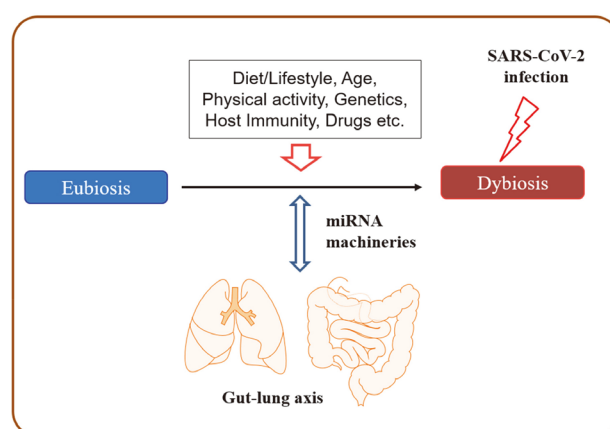 SARS-CoV-2
infection
Diet/Lifestyle, Age,
Physical activity, Genetics,
Host Immunity, Drugs etc.
Eubiosis
Dybiosis
miRNA
machineries
Gut-lung axis